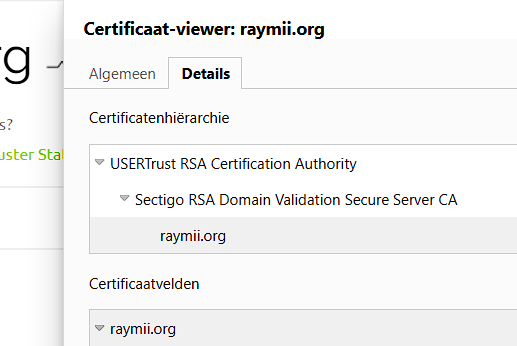 Certificaat-viewer: raymii.org
rg
Algemeen Details
s?
Certificatenhiërarchie
uster Stat
USERTrust RSA Certification Authority
Sectigo RSA Domain Validation Secure Server CA
raymii.org
Certificaatvelden
raymii.org